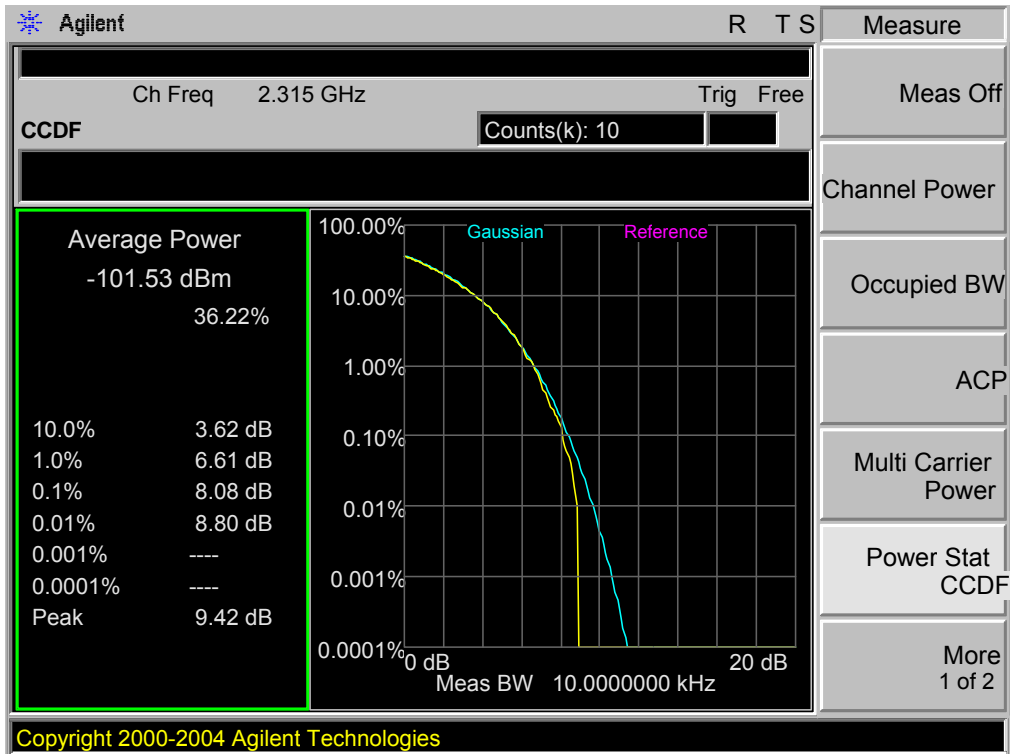 Agilent R T S Measure
Ch Freq 2.315 GHz Trig Free
CCDF Counts(k): 10
Average Power
-101.53 dBm
36.22%
10.0% 3.62 dB
1.0% 6.61 dB
0.1% 8.08 dB
0.01% 8.80 dB
0.001% ----
0.0001% ----
Peak 9.42 dB
Gaussian Reference
100.00%
10.00%
1.00%
0.10%
0.01%
0.001%
0.0001%
0 dB 20 dB
Meas BW 10.0000000 kHz
Meas Off
Channel Power
Occupied BW
ACP
Multi Carrier
Power
Power Stat
CCDF
More
1 of 2
Copyright 2000-2004 Agilent Technologies